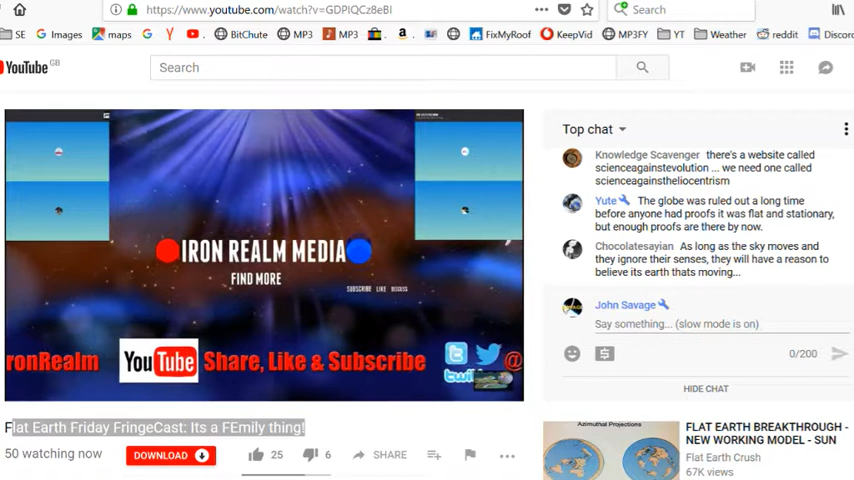 https://www.youtube.com/watch?v=GDPIQCz8eBI
Search
SE Images maps BitChute MP3 MP3 FixMyRoof KeepVid MP3FY YT Weather reddit Discord
YouTube GB
Search
Top chat
Knowledge Scavenger there's a website called
scienceagainstevolution ... we need one called
scienceagainstheliocentrism
Yute The globe was ruled out a long time
before anyone had proofs it was flat and stationary,
but enough proofs are there by now.
Chocolatesayian As long as the sky moves and
they ignore their senses, they will have a reason to
believe its earth thats moving...
John Savage
Say something... (slow mode is on)
0/200
HIDE CHAT
IRON REALM MEDIA
FIND MORE
SUBSCRIBE LIKE DISCUSS
ronRealm YouTube Share, Like & Subscribe @
Flat Earth Friday FringeCast: Its a FEmily thing!
50 watching now DOWNLOAD 25 6 SHARE
Azimuthal Projections
FLAT EARTH BREAKTHROUGH -
NEW WORKING MODEL - SUN
Flat Earth Crush
67K views